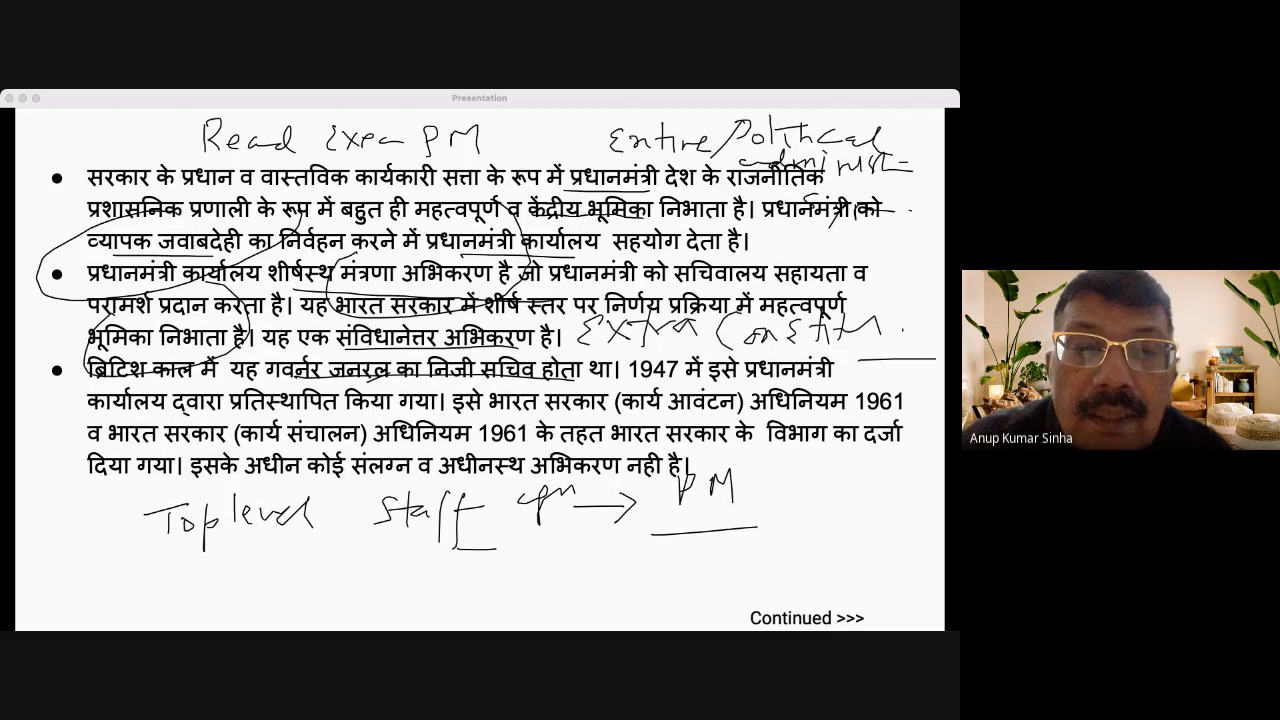 Presentation
Read PM Entire/Political
सरकार के प्रधान व वास्तविक कार्यकारी सत्ता के रूप में प्रधानमंत्री देश के राजनीतिक
प्रशासनिक प्रणाली के रूप में बहुत ही महत्वपूर्ण व केंद्रीय भूमिका निभाता है। प्रधानमंत्री को
व्यापक जवाबदेही का निर्वहन करने में प्रधानमंत्री कार्यालय सहयोग देता है।
प्रधानमंत्री कार्यालय शीर्षस्थ मंत्रणा अभिकरण है जो प्रधानमंत्री को सचिवालय सहायता व
परामर्श प्रदान करता है। यह भारत सरकार में शीर्ष स्तर पर निर्णय प्रक्रिया में महत्वपूर्ण
भूमिका निभाता है। यह एक संविधानेत्तर अभिकरण है। Extra
ब्रिटिश काल में यह गवर्नर जनरल का निजी सचिव होता था। 1947 में इसे प्रधानमंत्री
कार्यालय द्वारा प्रतिस्थापित किया गया। इसे भारत सरकार (कार्य आवंटन) अधिनियम 1961
व भारत सरकार (कार्य संचालन) अधिनियम 1961 के तहत भारत सरकार के विभाग का दर्जा
दिया गया। इसके अधीन कोई संलग्न व अधीनस्थ अभिकरण नही है।
Top level Staff → PM
Continued >>>
Anup Kumar Sinha